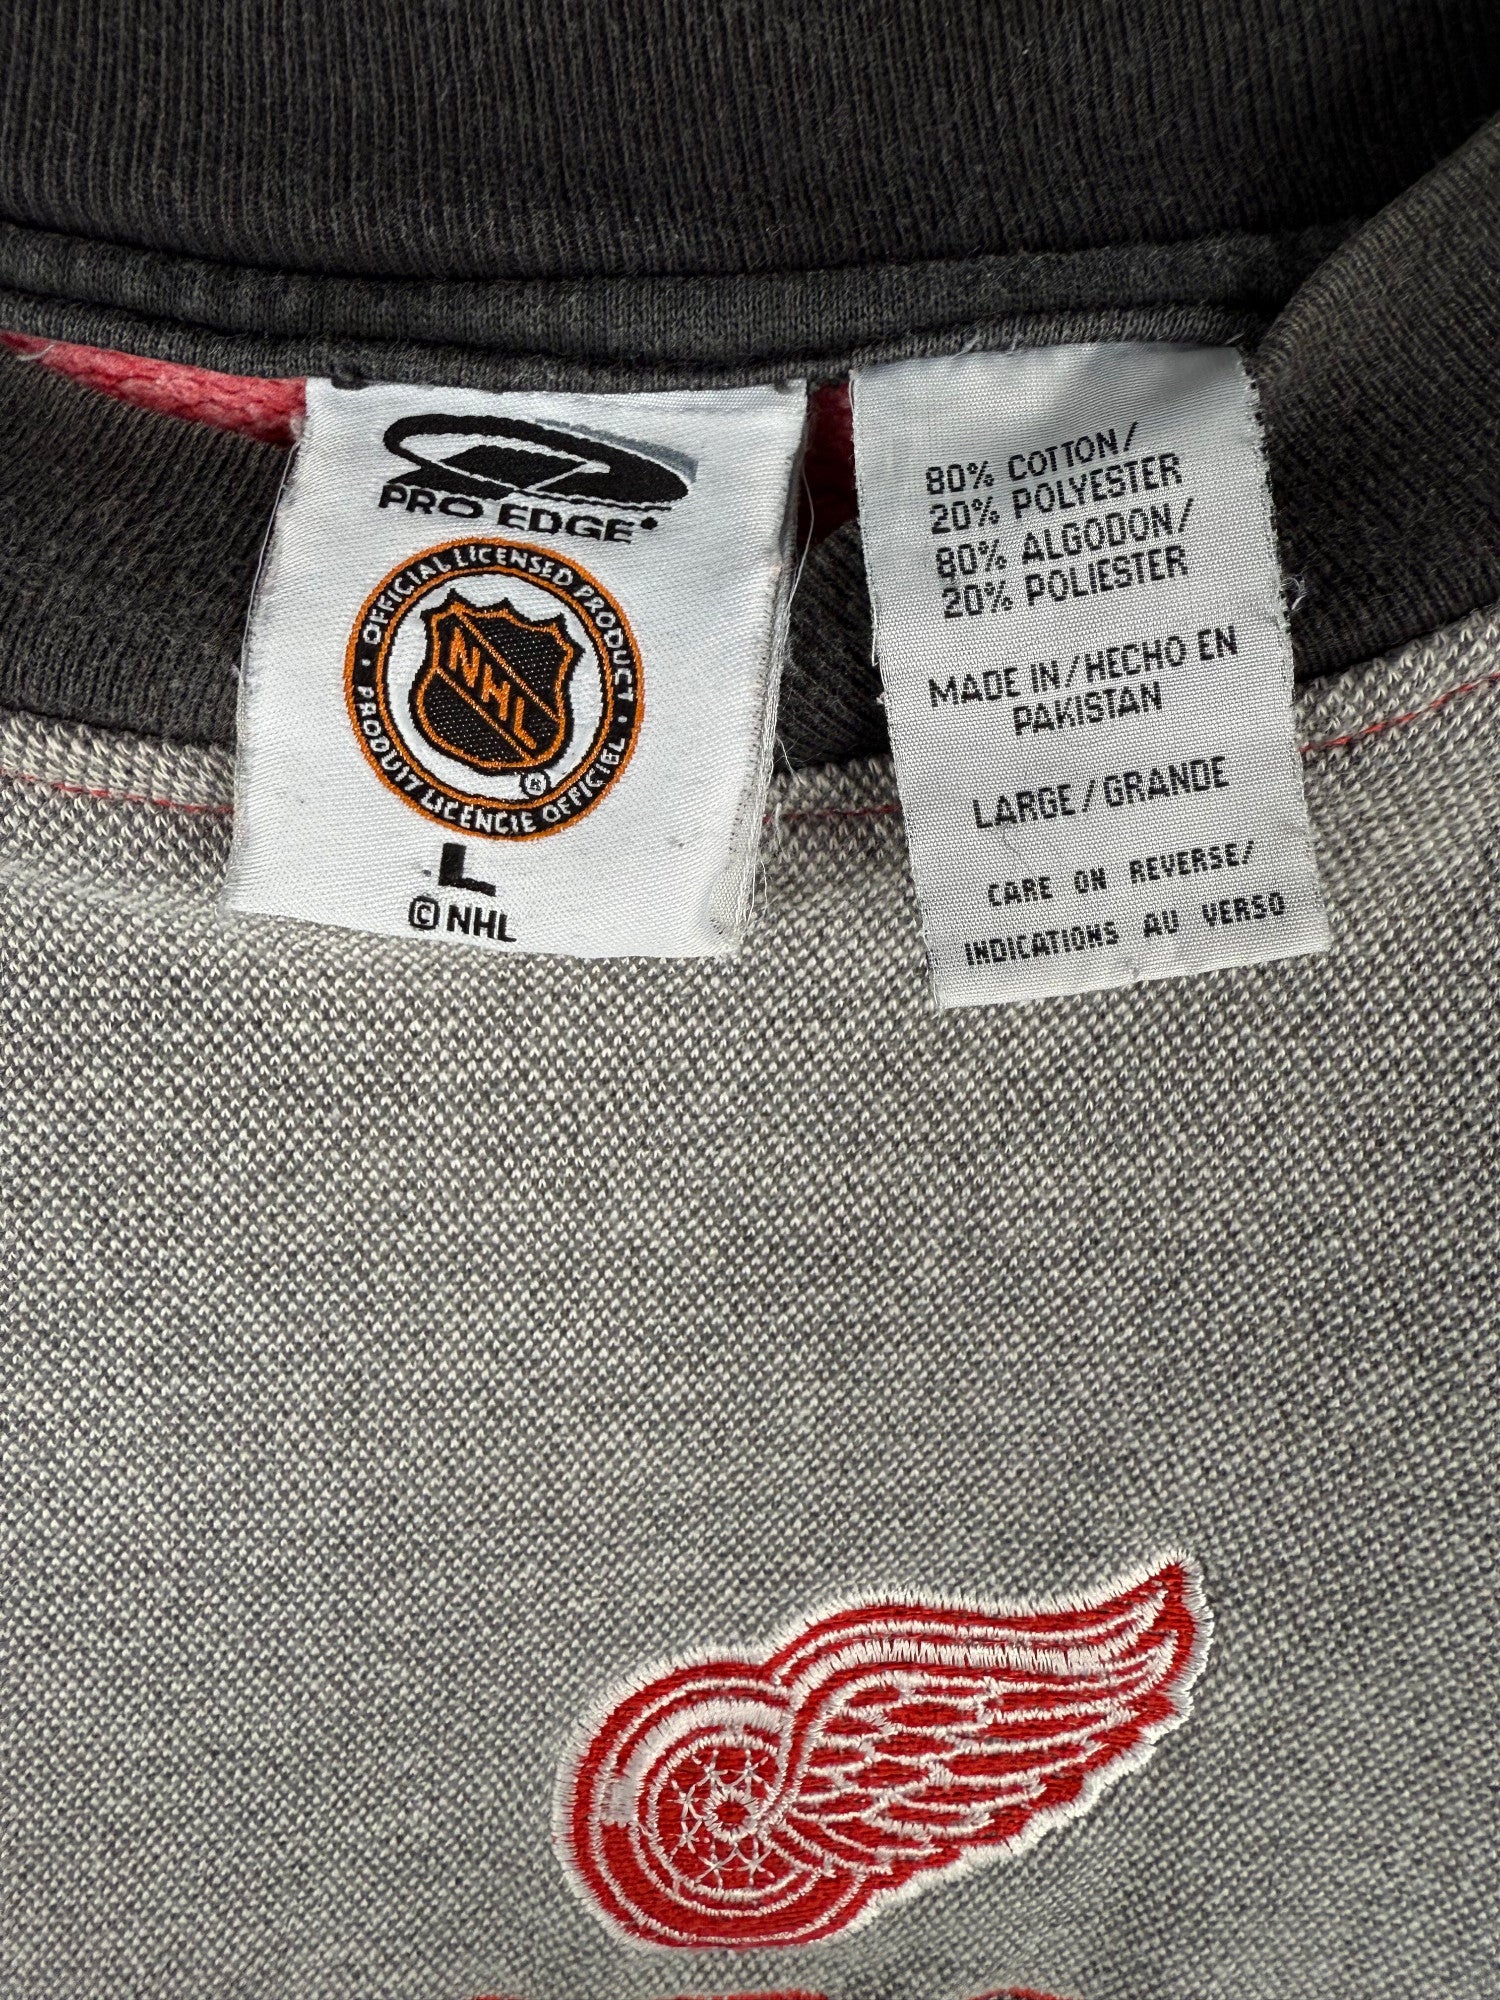 PRO EDGE
OFFICIAL LICENSED PRODUCT • PRODUIT LICENCIE OFFICIEL •
NHL
®
L
© NHL
80% COTTON/
20% POLYESTER
80% ALGODON/
20% POLIESTER
MADE IN/HECHO EN
PAKISTAN
LARGE/GRANDE
CARE ON REVERSE/
INDICATIONS AU VERSO